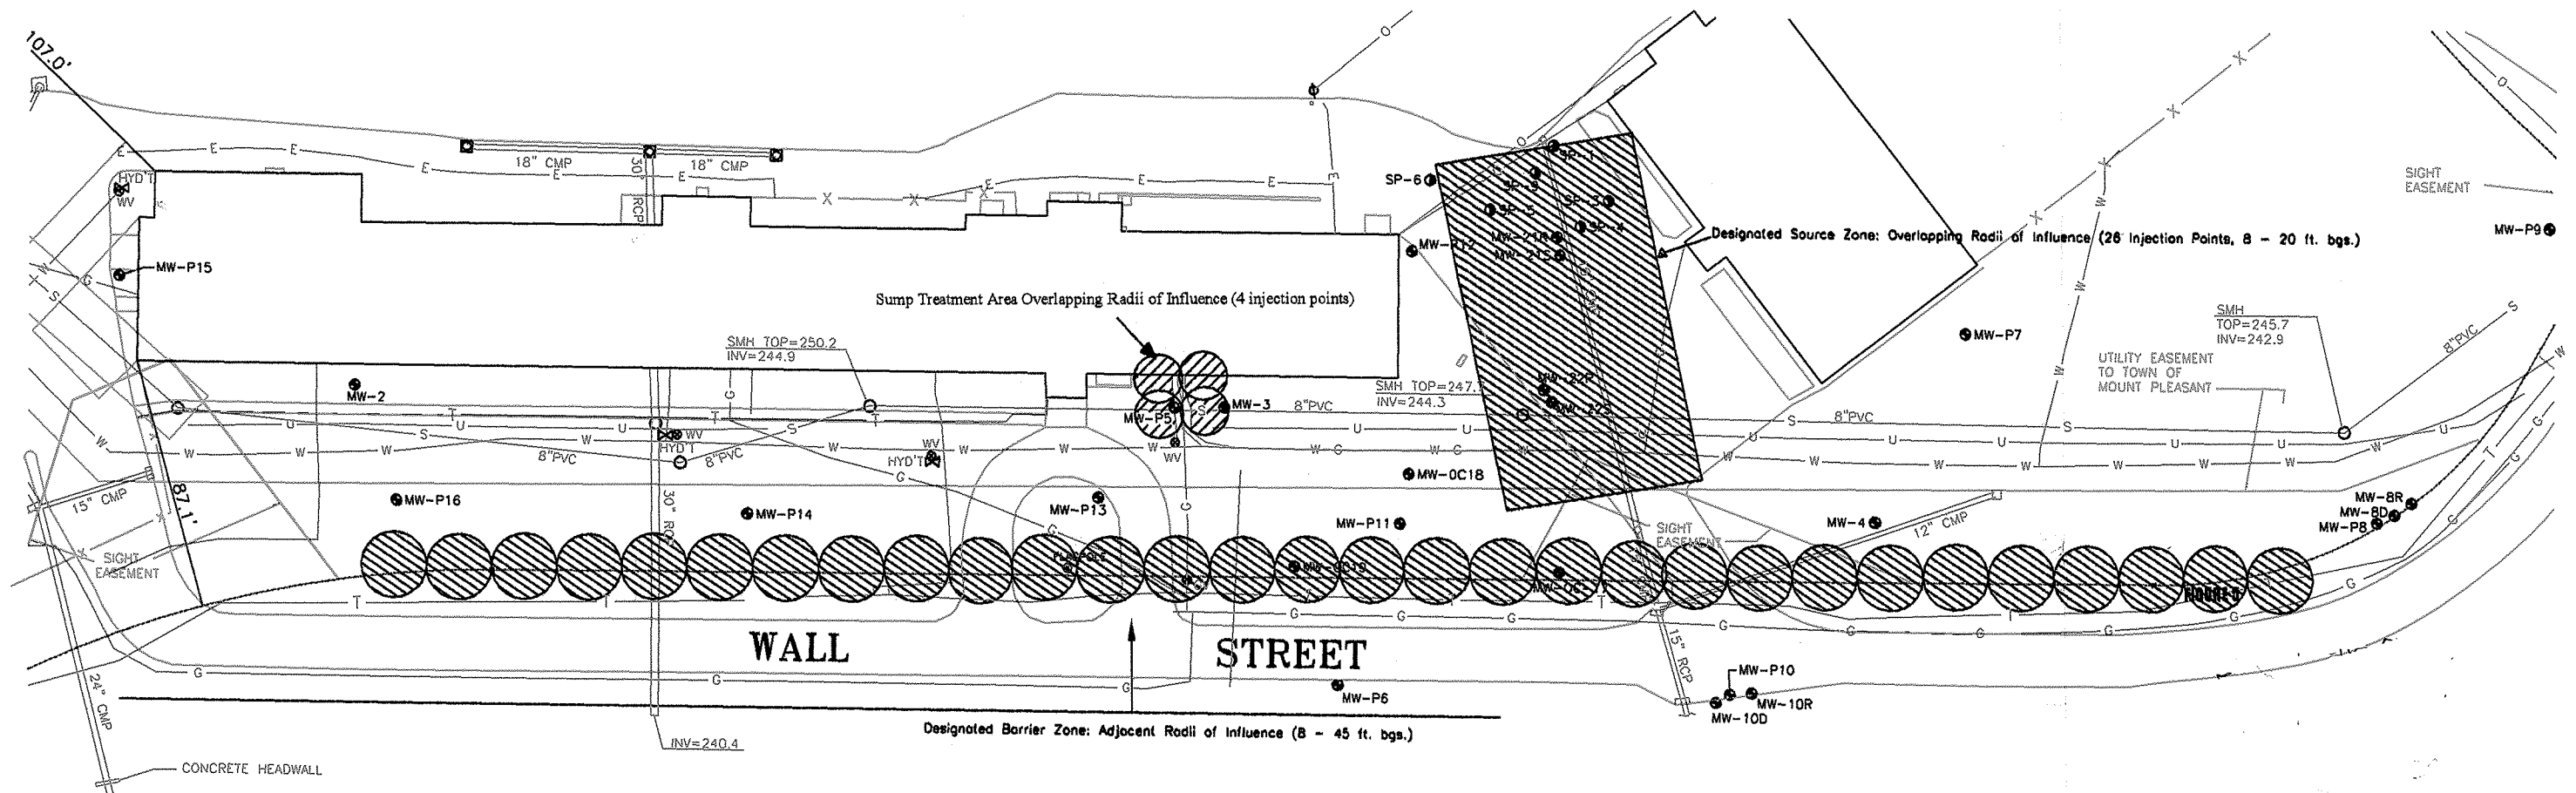 107.0'
HYD'T
WV
18" CMP
18" CMP
30"
RCP
SP-6
SP-1
SP-3
SP-5
SP-4
MW-21S
SIGHT
EASEMENT
MW-P9
Designated Source Zone: Overlapping Radii of Influence (26 Injection Points, 8 - 20 ft. bgs.)
MW-P12
MW-P15
Sump Treatment Area Overlapping Radii of Influence (4 injection points)
SMH TOP=250.2
INV=244.9
SMH
TOP=245.7
INV=242.9
8"PVC
MW-P7
UTILITY EASEMENT
TO TOWN OF
MOUNT PLEASANT
MW-2
SMH TOP=247.
INV=244.3
MW-P5
MW-3
8"PVC
MW-22S
8"PVC
WV
HYD'T
8"PVC
8"PVC
WV
HYD'T
WV
MW-OC18
87.1'
15" CMP
MW-P16
30" RCP
MW-P14
MW-P13
MW-P11
SIGHT
EASEMENT
MW-4
12" CMP
MW-8R
MW-8D
MW-P8
SIGHT
EASEMENT
FLAGPOLE
WALL STREET
15" RCP
24" CMP
MW-P6
MW-P10
MW-10R
MW-10D
Designated Barrier Zone: Adjacent Radii of Influence (8 - 45 ft. bgs.)
INV=240.4
CONCRETE HEADWALL